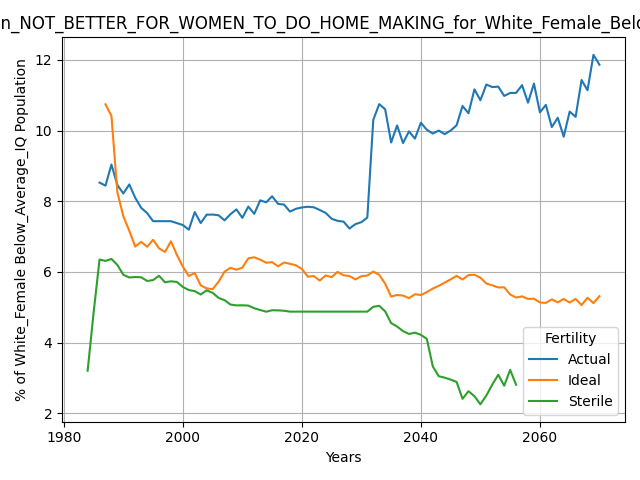 n_NOT_BETTER_FOR_WOMEN_TO_DO_HOME_MAKING_for_White_Female_Belo
% of White_Female Below_Average_IQ Population
12
10
8
6
4
2
1980 2000 2020 2040 2060
Years
Fertility
Actual
Ideal
Sterile